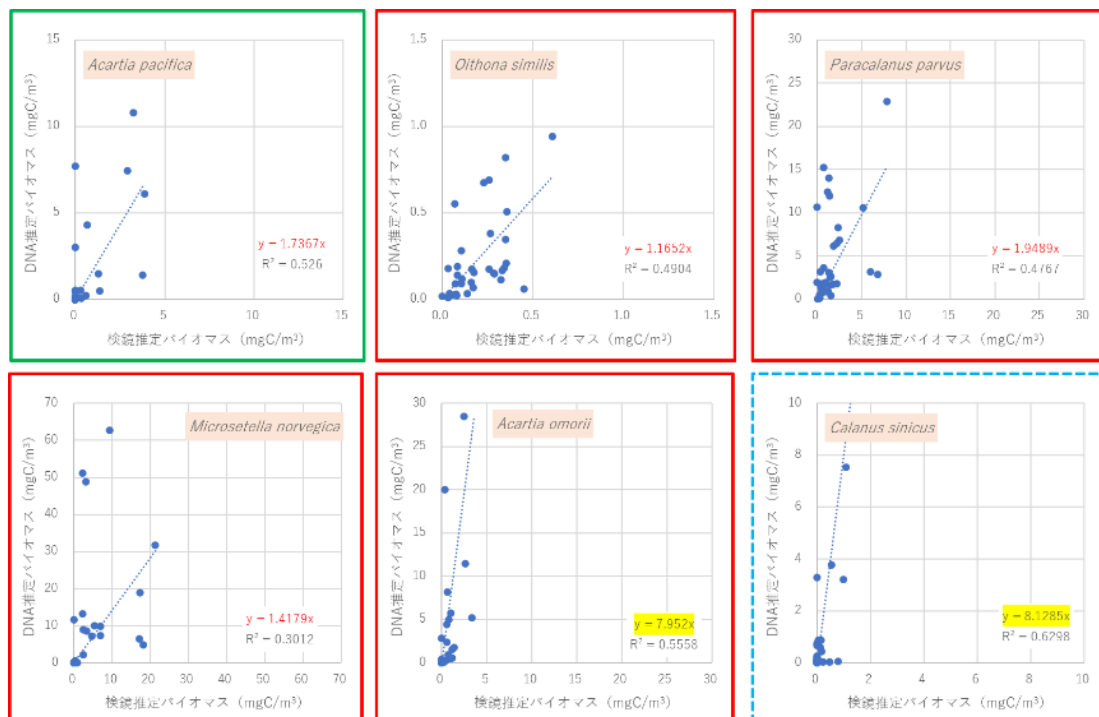 Acartia pacifica
DNA推定バイオマス（mgC/m³）
15
10
5
0
y = 1.7367x
R² = 0.526
0 5 10 15
検鏡推定バイオマス（mgC/m³）
Oithona similis
DNA推定バイオマス（mgC/m³）
1.5
1.0
0.5
0.0
y = 1.1652x
R² = 0.4904
0.0 0.5 1.0 1.5
検鏡推定バイオマス（mgC/m³）
Paracalanus parvus
DNA推定バイオマス（mgC/m³）
30
25
20
15
10
5
0
y = 1.9489x
R² = 0.4767
0 5 10 15 20 25 30
検鏡推定バイオマス（mgC/m³）
Microsetella norvegica
DNA推定バイオマス（mgC/m³）
70
60
50
40
30
20
10
0
y = 1.4179x
R² = 0.3012
0 10 20 30 40 50 60 70
検鏡推定バイオマス（mgC/m³）
Acartia omorii
DNA推定バイオマス（mgC/m³）
30
25
20
15
10
5
0
y = 7.952x
R² = 0.5558
0 5 10 15 20 25 30
検鏡推定バイオマス（mgC/m³）
Calanus sinicus
DNA推定バイオマス（mgC/m³）
10
8
6
4
2
0
y = 8.1285x
R² = 0.6298
0 2 4 6 8 10
検鏡推定バイオマス（mgC/m³）